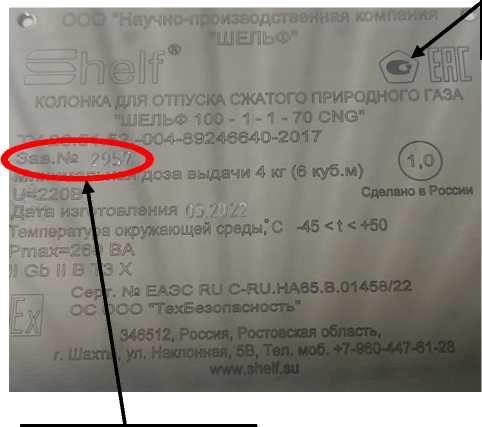 ООО "Научно-производственная компания
"ШЕЛЬФ"
Shelf®
EAC
КОЛОНКА ДЛЯ ОТПУСКА СЖАТОГО ПРИРОДНОГО ГАЗА
"ШЕЛЬФ 100 - 1 - 1 - 70 CNG"
-004-89246640-2017
Зав.№ 2957
1,0
Минимальная доза выдачи 4 кг (6 куб.м)
U=220В
Сделано в России
Дата изготовления 03.2022
Температура окружающей среды,°С -45 < t < +50
Pmax=260 ВА
II Gb II B T3 X
Ex
Серт. № ЕАЭС RU C-RU.НА65.В.01458/22
ОС ООО "ТехБезопасность"
346512, Россия, Ростовская область,
г. Шахты, ул. Наклонная, 5В, Тел. моб. +7-960-447-61-28
www.shelf.su